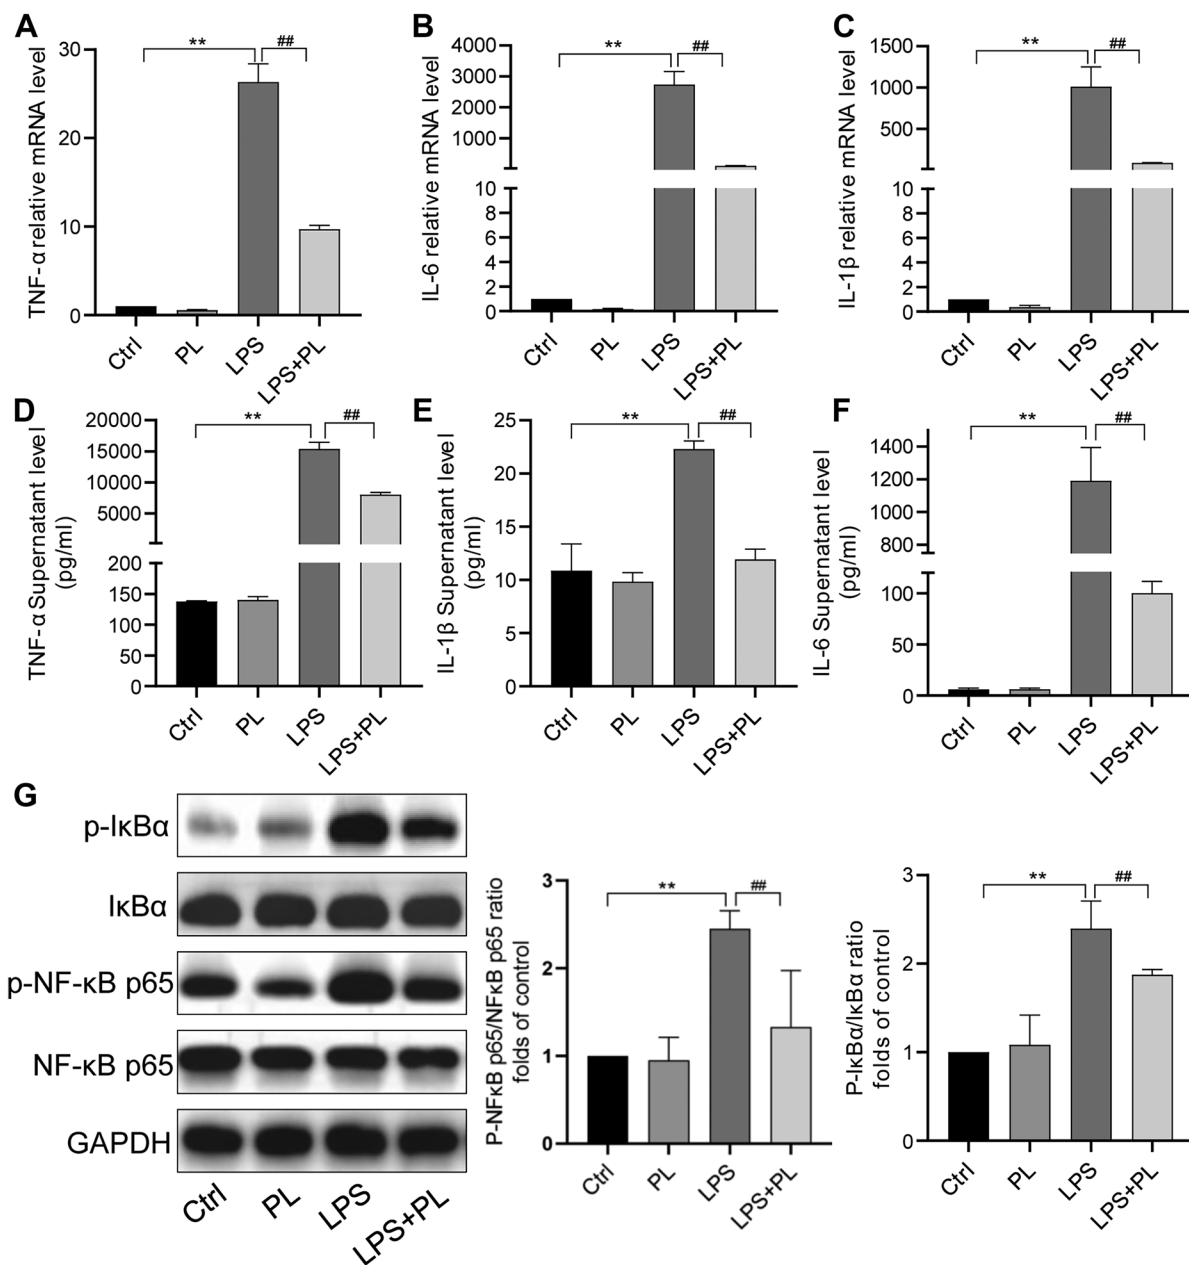 A
TNF-α relative mRNA level
30
20
10
0
**
##
Ctrl
PL
LPS
LPS+PL
B
IL-6 relative mRNA level
4000
3000
2000
1000
10
8
6
4
2
0
**
##
Ctrl
PL
LPS
LPS+PL
C
IL-1β relative mRNA level
1500
1000
500
10
8
6
4
2
0
**
##
Ctrl
PL
LPS
LPS+PL
D
TNF-α Supernatant level
(pg/ml)
20000
15000
10000
5000
200
150
100
50
0
**
##
Ctrl
PL
LPS
LPS+PL
E
IL-1β Supernatant level
(pg/ml)
25
20
15
10
5
0
**
##
Ctrl
PL
LPS
LPS+PL
F
IL-6 Supernatant level
(pg/ml)
1400
1200
1000
800
100
50
0
**
##
Ctrl
PL
LPS
LPS+PL
G
p-IκBα
IκBα
p-NF-κB p65
NF-κB p65
GAPDH
Ctrl
PL
LPS
LPS+PL
P-NFκB p65/NFκB p65 ratio
folds of control
3
2
1
0
**
##
Ctrl
PL
LPS
LPS+PL
P-IκBα/IκBα ratio
folds of control
3
2
1
0
**
##
Ctrl
PL
LPS
LPS+PL